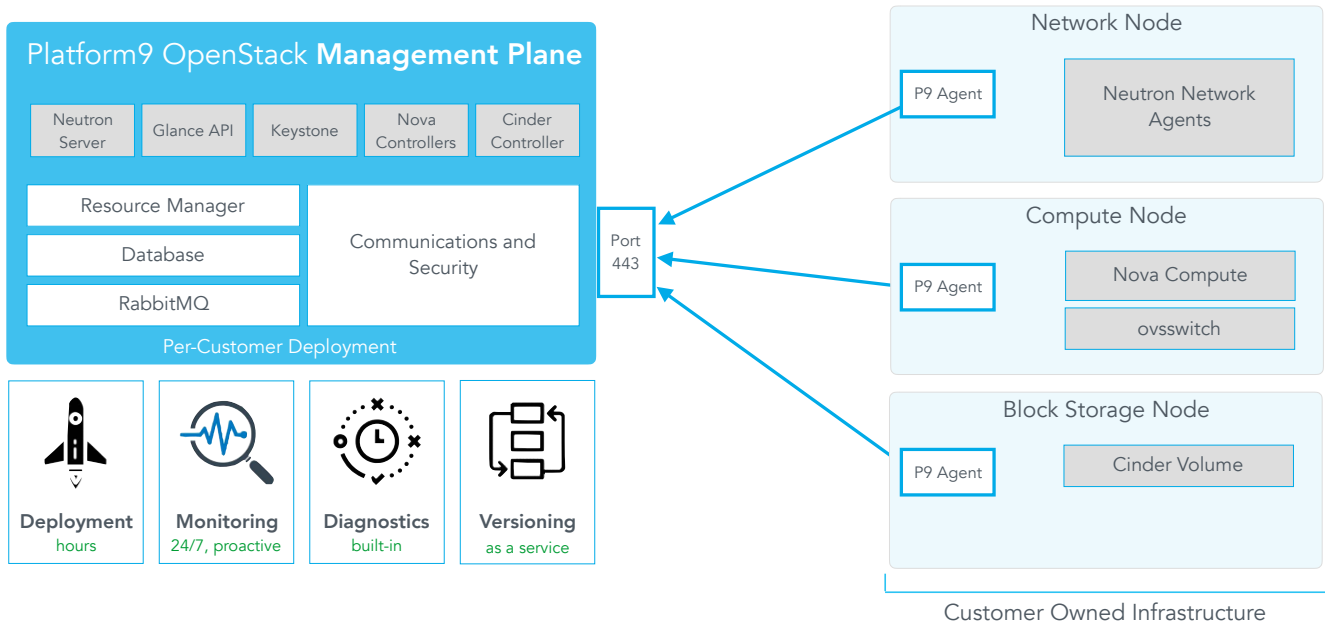 Platform9 OpenStack Management Plane
Neutron
Server
Glance API
Keystone
Nova
Controllers
Cinder
Controller
Resource Manager
Database
RabbitMQ
Communications and
Security
Per-Customer Deployment
Port
443
Deployment
hours
Monitoring
24/7, proactive
Diagnostics
built-in
Versioning
as a service
Network Node
P9 Agent
Neutron Network
Agents
Compute Node
P9 Agent
Nova Compute
ovsswitch
Block Storage Node
P9 Agent
Cinder Volume
Customer Owned Infrastructure